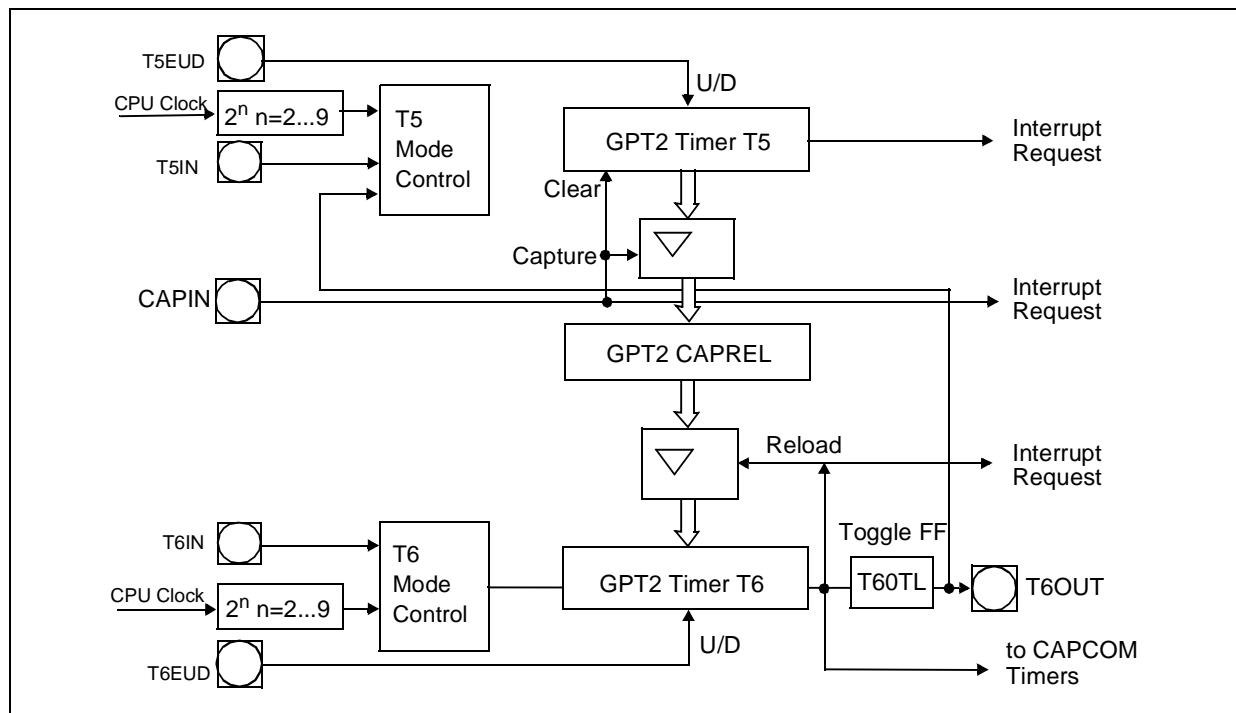 T5EUD
U/D
CPU Clock
2ⁿ n=2...9
T5
Mode
Control
GPT2 Timer T5
Interrupt
Request
T5IN
Clear
Capture
CAPIN
Interrupt
Request
GPT2 CAPREL
Reload
Interrupt
Request
T6IN
T6
Mode
Control
Toggle FF
GPT2 Timer T6
T60TL
T6OUT
CPU Clock
2ⁿ n=2...9
U/D
T6EUD
to CAPCOM
Timers